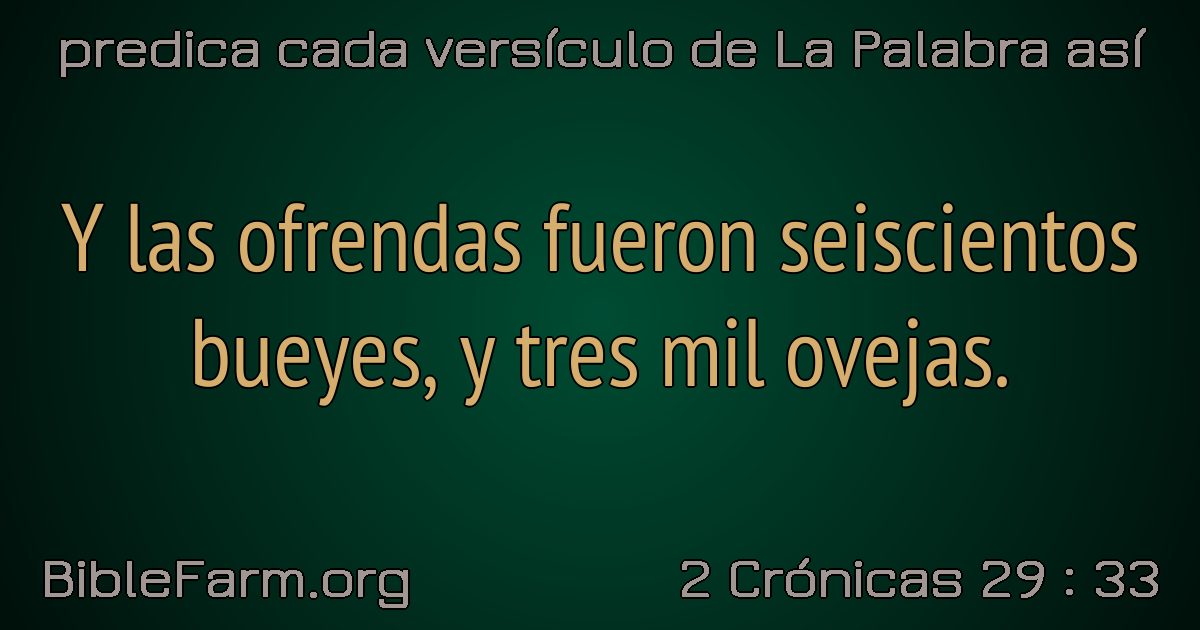 predica cada versículo de La Palabra así
Y las ofrendas fueron seiscientos
bueyes, y tres mil ovejas.
BibleFarm.org
2 Crónicas 29 : 33